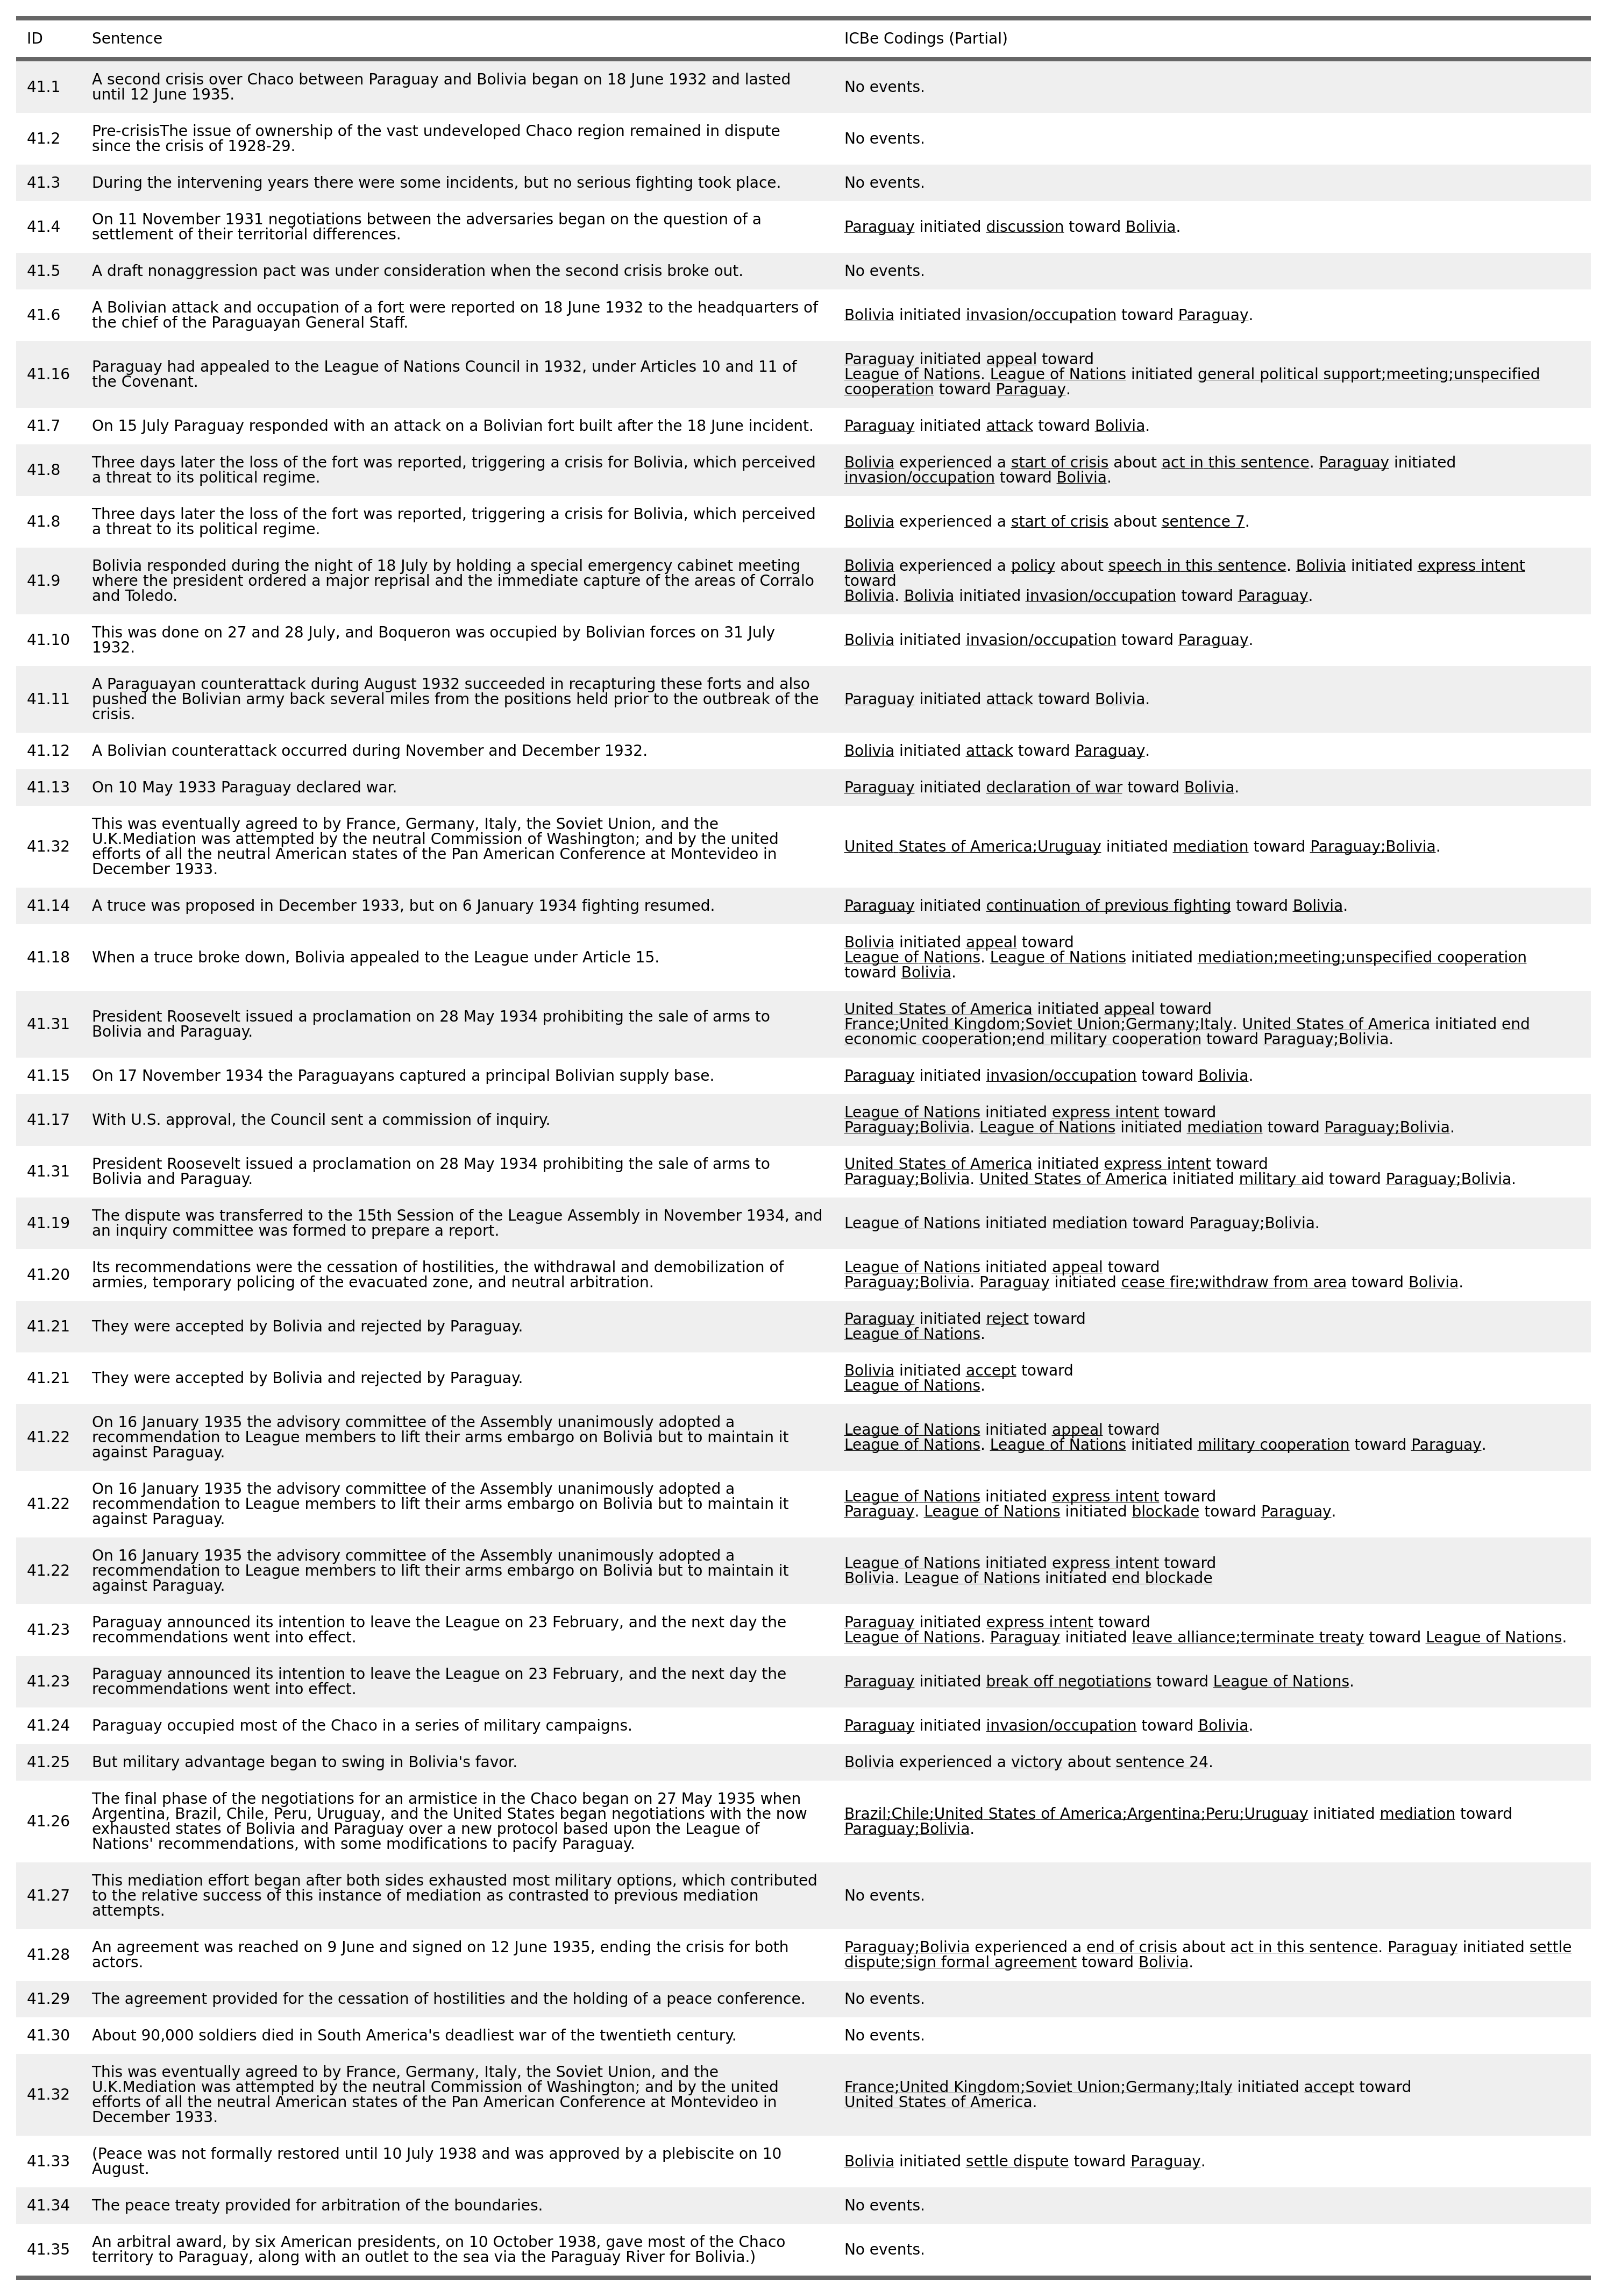 ID Sentence ICBe Codings (Partial)
41.1 A second crisis over Chaco between Paraguay and Bolivia began on 18 June 1932 and lasted
until 12 June 1935. No events.
41.2 Pre-crisisThe issue of ownership of the vast undeveloped Chaco region remained in dispute
since the crisis of 1928-29. No events.
41.3 During the intervening years there were some incidents, but no serious fighting took place. No events.
41.4 On 11 November 1931 negotiations between the adversaries began on the question of a
settlement of their territorial differences. Paraguay initiated discussion toward Bolivia.
41.5 A draft nonaggression pact was under consideration when the second crisis broke out. No events.
41.6 A Bolivian attack and occupation of a fort were reported on 18 June 1932 to the headquarters of
the chief of the Paraguayan General Staff. Bolivia initiated invasion/occupation toward Paraguay.
41.16 Paraguay had appealed to the League of Nations Council in 1932, under Articles 10 and 11 of
the Covenant.
Paraguay initiated appeal toward
League of Nations. League of Nations initiated general political support;meeting;unspecified
cooperation toward Paraguay.
41.7 On 15 July Paraguay responded with an attack on a Bolivian fort built after the 18 June incident. Paraguay initiated attack toward Bolivia.
41.8 Three days later the loss of the fort was reported, triggering a crisis for Bolivia, which perceived
a threat to its political regime.
Bolivia experienced a start of crisis about act in this sentence. Paraguay initiated
invasion/occupation toward Bolivia.
41.8 Three days later the loss of the fort was reported, triggering a crisis for Bolivia, which perceived
a threat to its political regime. Bolivia experienced a start of crisis about sentence 7.
41.9 Bolivia responded during the night of 18 July by holding a special emergency cabinet meeting
where the president ordered a major reprisal and the immediate capture of the areas of Corralo
and Toledo.
Bolivia experienced a policy about speech in this sentence. Bolivia initiated express intent
toward
Bolivia. Bolivia initiated invasion/occupation toward Paraguay.
41.10 This was done on 27 and 28 July, and Boqueron was occupied by Bolivian forces on 31 July
1932. Bolivia initiated invasion/occupation toward Paraguay.
41.11 A Paraguayan counterattack during August 1932 succeeded in recapturing these forts and also
pushed the Bolivian army back several miles from the positions held prior to the outbreak of the
crisis. Paraguay initiated attack toward Bolivia.
41.12 A Bolivian counterattack occurred during November and December 1932. Bolivia initiated attack toward Paraguay.
41.13 On 10 May 1933 Paraguay declared war. Paraguay initiated declaration of war toward Bolivia.
41.32 This was eventually agreed to by France, Germany, Italy, the Soviet Union, and the
U.K.Mediation was attempted by the neutral Commission of Washington; and by the united
efforts of all the neutral American states of the Pan American Conference at Montevideo in
December 1933. United States of America;Uruguay initiated mediation toward Paraguay;Bolivia.
41.14 A truce was proposed in December 1933, but on 6 January 1934 fighting resumed. Paraguay initiated continuation of previous fighting toward Bolivia.
41.18 When a truce broke down, Bolivia appealed to the League under Article 15.
Bolivia initiated appeal toward
League of Nations. League of Nations initiated mediation;meeting;unspecified cooperation
toward Bolivia.
41.31 President Roosevelt issued a proclamation on 28 May 1934 prohibiting the sale of arms to
Bolivia and Paraguay.
United States of America initiated appeal toward
France;United Kingdom;Soviet Union;Germany;Italy. United States of America initiated end
economic cooperation;end military cooperation toward Paraguay;Bolivia.
41.15 On 17 November 1934 the Paraguayans captured a principal Bolivian supply base. Paraguay initiated invasion/occupation toward Bolivia.
41.17 With U.S. approval, the Council sent a commission of inquiry.
League of Nations initiated express intent toward
Paraguay;Bolivia. League of Nations initiated mediation toward Paraguay;Bolivia.
41.31 President Roosevelt issued a proclamation on 28 May 1934 prohibiting the sale of arms to
Bolivia and Paraguay.
United States of America initiated express intent toward
Paraguay;Bolivia. United States of America initiated military aid toward Paraguay;Bolivia.
41.19 The dispute was transferred to the 15th Session of the League Assembly in November 1934, and
an inquiry committee was formed to prepare a report. League of Nations initiated mediation toward Paraguay;Bolivia.
41.20 Its recommendations were the cessation of hostilities, the withdrawal and demobilization of
armies, temporary policing of the evacuated zone, and neutral arbitration.
League of Nations initiated appeal toward
Paraguay;Bolivia. Paraguay initiated cease fire;withdraw from area toward Bolivia.
41.21 They were accepted by Bolivia and rejected by Paraguay.
Paraguay initiated reject toward
League of Nations.
41.21 They were accepted by Bolivia and rejected by Paraguay.
Bolivia initiated accept toward
League of Nations.
41.22 On 16 January 1935 the advisory committee of the Assembly unanimously adopted a
recommendation to League members to lift their arms embargo on Bolivia but to maintain it
against Paraguay.
League of Nations initiated appeal toward
League of Nations. League of Nations initiated military cooperation toward Paraguay.
41.22 On 16 January 1935 the advisory committee of the Assembly unanimously adopted a
recommendation to League members to lift their arms embargo on Bolivia but to maintain it
against Paraguay.
League of Nations initiated express intent toward
Paraguay. League of Nations initiated blockade toward Paraguay.
41.22 On 16 January 1935 the advisory committee of the Assembly unanimously adopted a
recommendation to League members to lift their arms embargo on Bolivia but to maintain it
against Paraguay.
League of Nations initiated express intent toward
Bolivia. League of Nations initiated end blockade
41.23 Paraguay announced its intention to leave the League on 23 February, and the next day the
recommendations went into effect.
Paraguay initiated express intent toward
League of Nations. Paraguay initiated leave alliance;terminate treaty toward League of Nations.
41.23 Paraguay announced its intention to leave the League on 23 February, and the next day the
recommendations went into effect. Paraguay initiated break off negotiations toward League of Nations.
41.24 Paraguay occupied most of the Chaco in a series of military campaigns. Paraguay initiated invasion/occupation toward Bolivia.
41.25 But military advantage began to swing in Bolivia's favor. Bolivia experienced a victory about sentence 24.
41.26 The final phase of the negotiations for an armistice in the Chaco began on 27 May 1935 when
Argentina, Brazil, Chile, Peru, Uruguay, and the United States began negotiations with the now
exhausted states of Bolivia and Paraguay over a new protocol based upon the League of
Nations' recommendations, with some modifications to pacify Paraguay.
Brazil;Chile;United States of America;Argentina;Peru;Uruguay initiated mediation toward
Paraguay;Bolivia.
41.27 This mediation effort began after both sides exhausted most military options, which contributed
to the relative success of this instance of mediation as contrasted to previous mediation
attempts. No events.
41.28 An agreement was reached on 9 June and signed on 12 June 1935, ending the crisis for both
actors.
Paraguay;Bolivia experienced a end of crisis about act in this sentence. Paraguay initiated settle
dispute;sign formal agreement toward Bolivia.
41.29 The agreement provided for the cessation of hostilities and the holding of a peace conference. No events.
41.30 About 90,000 soldiers died in South America's deadliest war of the twentieth century. No events.
41.32 This was eventually agreed to by France, Germany, Italy, the Soviet Union, and the
U.K.Mediation was attempted by the neutral Commission of Washington; and by the united
efforts of all the neutral American states of the Pan American Conference at Montevideo in
December 1933.
France;United Kingdom;Soviet Union;Germany;Italy initiated accept toward
United States of America.
41.33 (Peace was not formally restored until 10 July 1938 and was approved by a plebiscite on 10
August. Bolivia initiated settle dispute toward Paraguay.
41.34 The peace treaty provided for arbitration of the boundaries. No events.
41.35 An arbitral award, by six American presidents, on 10 October 1938, gave most of the Chaco
territory to Paraguay, along with an outlet to the sea via the Paraguay River for Bolivia.) No events.